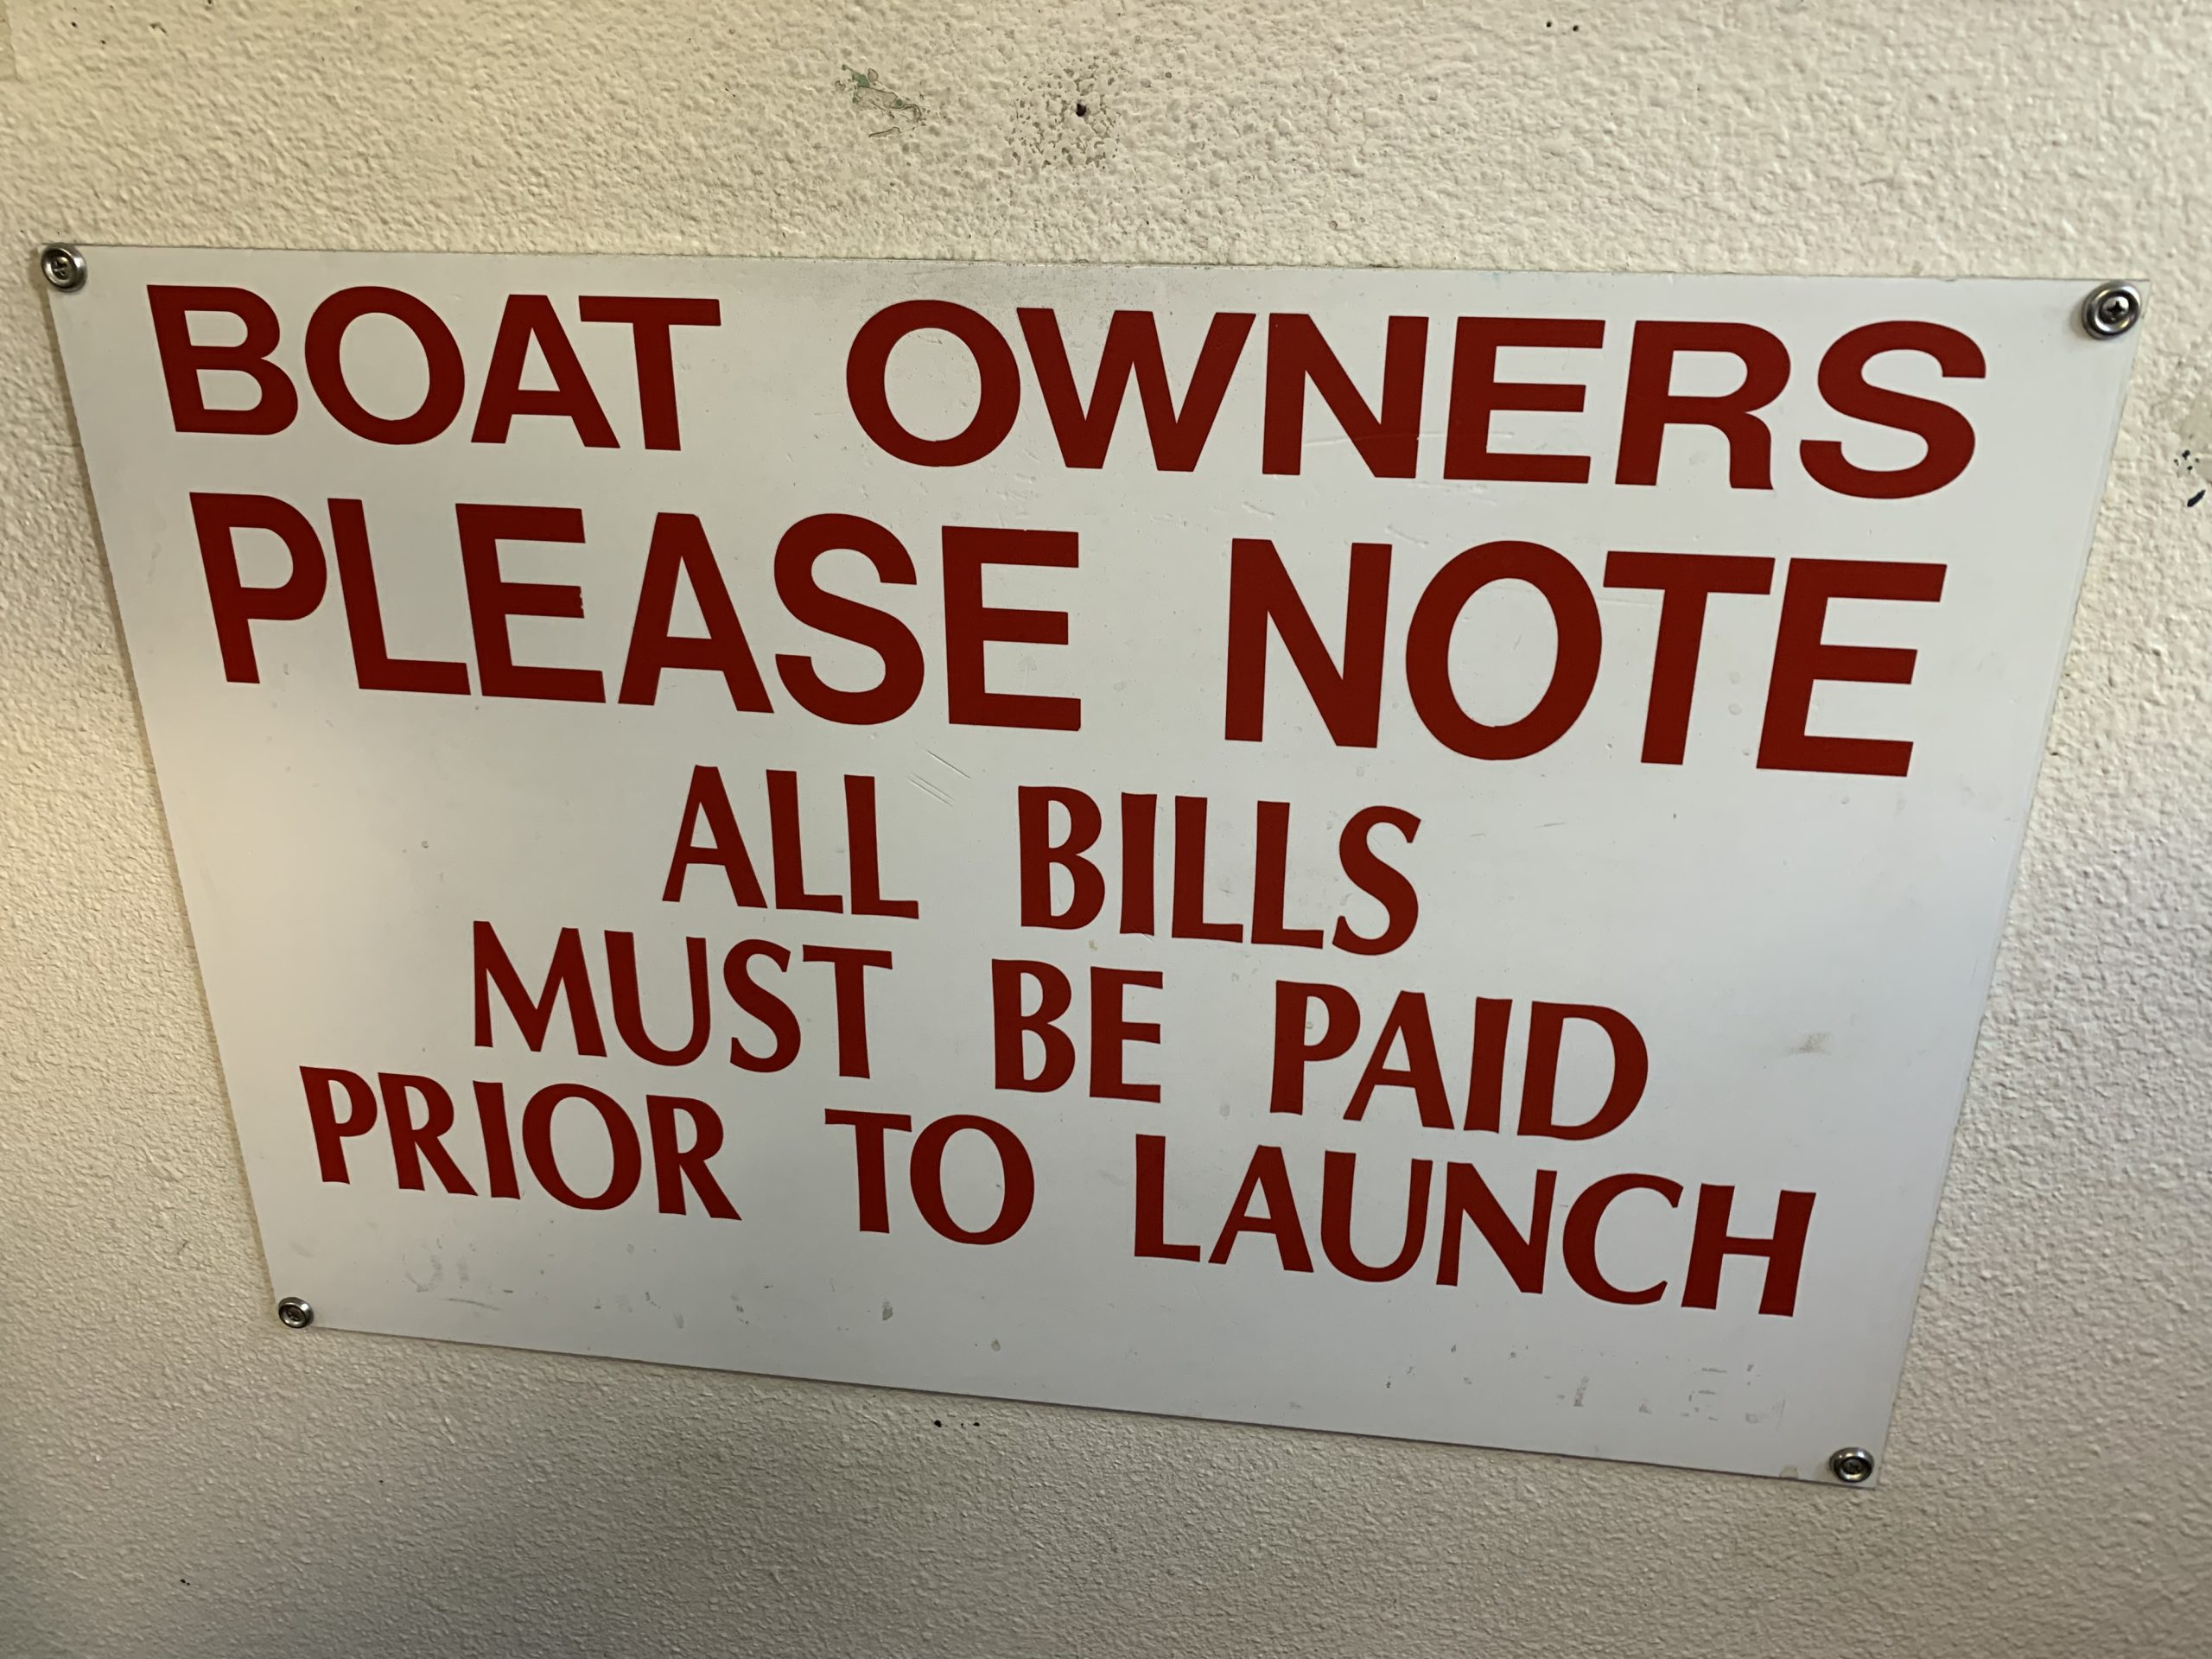 BOAT OWNERS
PLEASE NOTE
ALL BILLS
MUST BE PAID
PRIOR TO LAUNCH